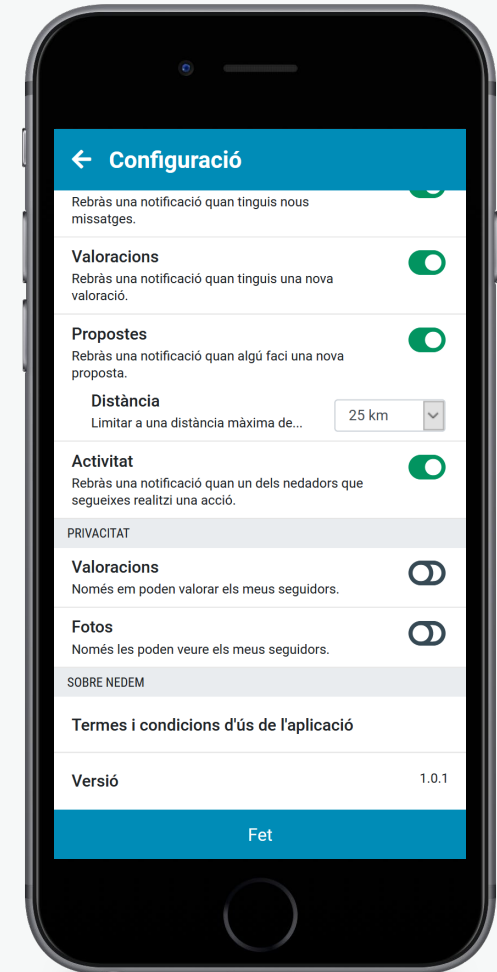 Configuració
Rebràs una notificació quan tinguis nous
missatges.
Valoracions
Rebràs una notificació quan tinguis una nova
valoració.
Propostes
Rebràs una notificació quan algú faci una nova
proposta.
Distància
Limitar a una distància màxima de...
25 km
Activitat
Rebràs una notificació quan un dels nedadors que
segueixes realitzi una acció.
PRIVACITAT
Valoracions
Només em poden valorar els meus seguidors.
Fotos
Només les poden veure els meus seguidors.
SOBRE NEDEM
Termes i condicions d'ús de l'aplicació
Versió
1.0.1
Fet